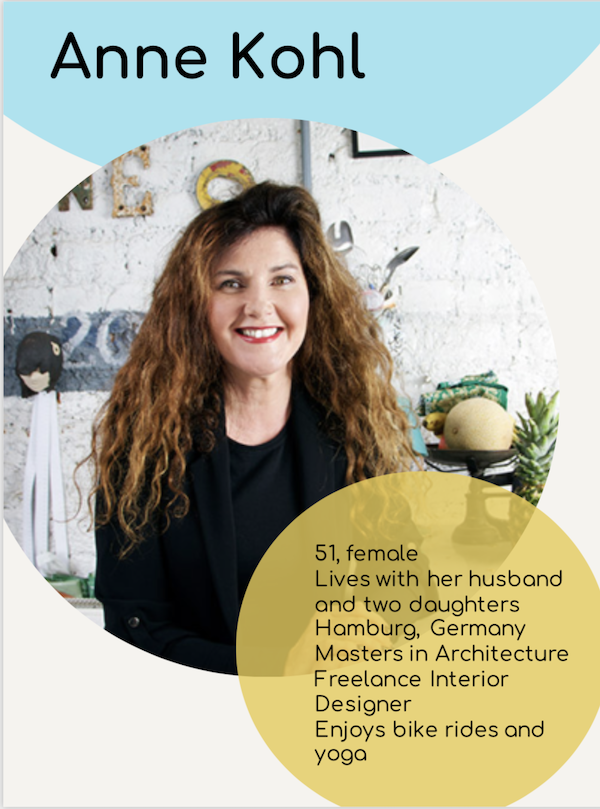 Anne Kohl
NE
51, female
Lives with her husband
and two daughters
Hamburg, Germany
Masters in Architecture
Freelance Interior
Designer
Enjoys bike rides and
yoga